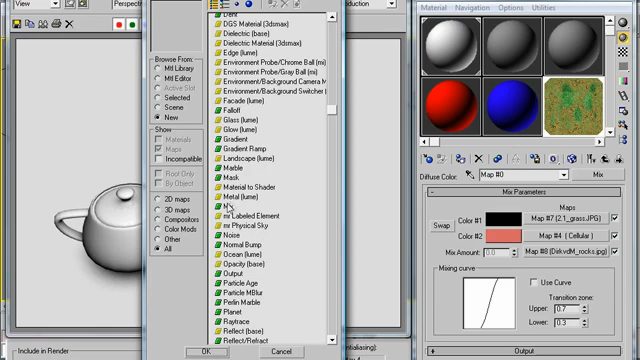 View
Perspect
Browse From:
Mtl Library
Mtl Editor
Active Slot
Selected
Scene
New
Show
Materials
Maps
Incompatible
Root Only
By Object
2D maps
3D maps
Compositors
Color Mods
Other
All
Dent
DGS Material (3dsmax)
Dielectric (base)
Dielectric Material (3dsmax)
Edge (lume)
Environment Probe/Chrome Ball (mi)
Environment Probe/Gray Ball (mi)
Environment/Background Camera M
Environment/Background Switcher (
Facade (lume)
Falloff
Glass (lume)
Glow (lume)
Gradient
Gradient Ramp
Landscape (lume)
Marble
Mask
Material to Shader
Metal (lume)
Mix
mr Labeled Element
mr Physical Sky
Noise
Normal Bump
Ocean (lume)
Opacity (base)
Output
Particle Age
Particle MBlur
Perlin Marble
Planet
Raytrace
Reflect (base)
Reflect/Refract
OK
Cancel
Include in Render
Material Navigation Options Utilities
Diffuse Color:
Map #0
Mix
Mix Parameters
Maps
Swap
Color #1
Map #7 (2.1_grass.JPG)
Color #2
Map #4 ( Cellular )
Mix Amount:
0.0
Map #8 (DirkvdM_rocks.jpg)
Mixing curve
Use Curve
Transition zone:
Upper: 0.7
Lower: 0.3
Output